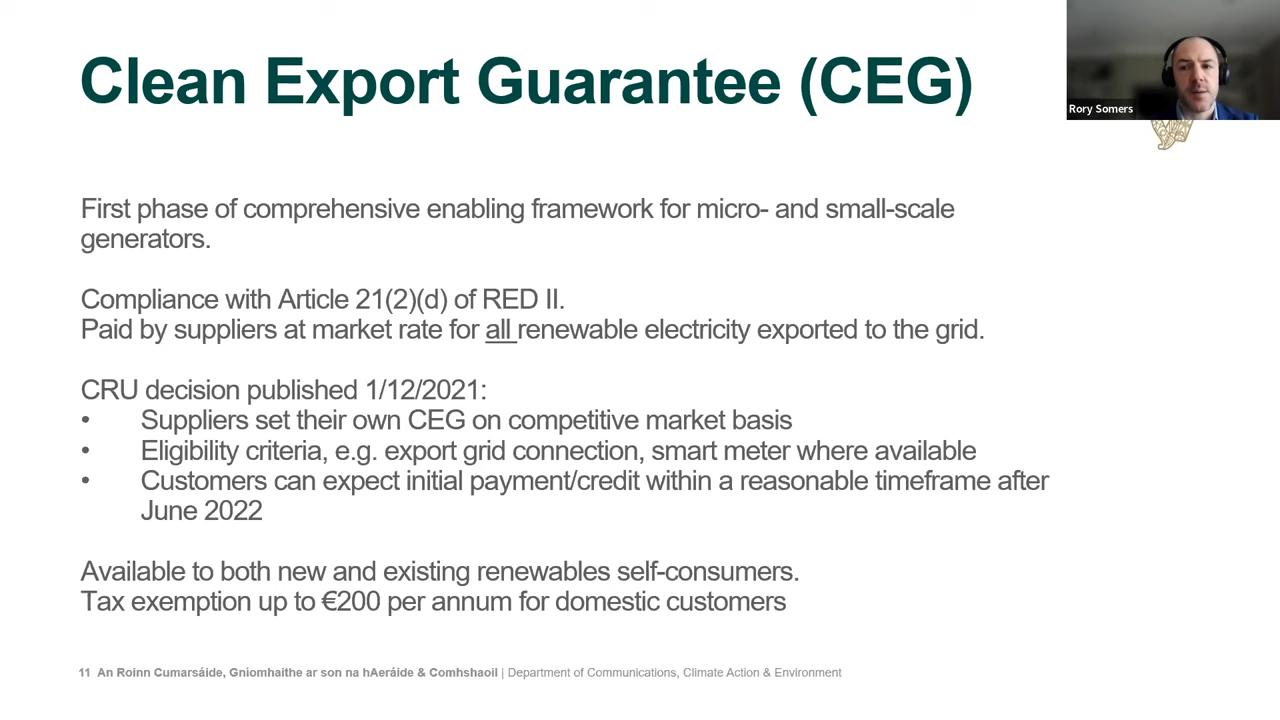 Clean Export Guarantee (CEG)
Rory Somers
First phase of comprehensive enabling framework for micro- and small-scale
generators.
Compliance with Article 21(2)(d) of RED II.
Paid by suppliers at market rate for all renewable electricity exported to the grid.
CRU decision published 1/12/2021:
• Suppliers set their own CEG on competitive market basis
• Eligibility criteria, e.g. export grid connection, smart meter where available
• Customers can expect initial payment/credit within a reasonable timeframe after
June 2022
Available to both new and existing renewables self-consumers.
Tax exemption up to €200 per annum for domestic customers
11 An Roinn Cumarsáide, Gníomhaithe ar son na hAeráide & Comhshaoil | Department of Communications, Climate Action & Environment